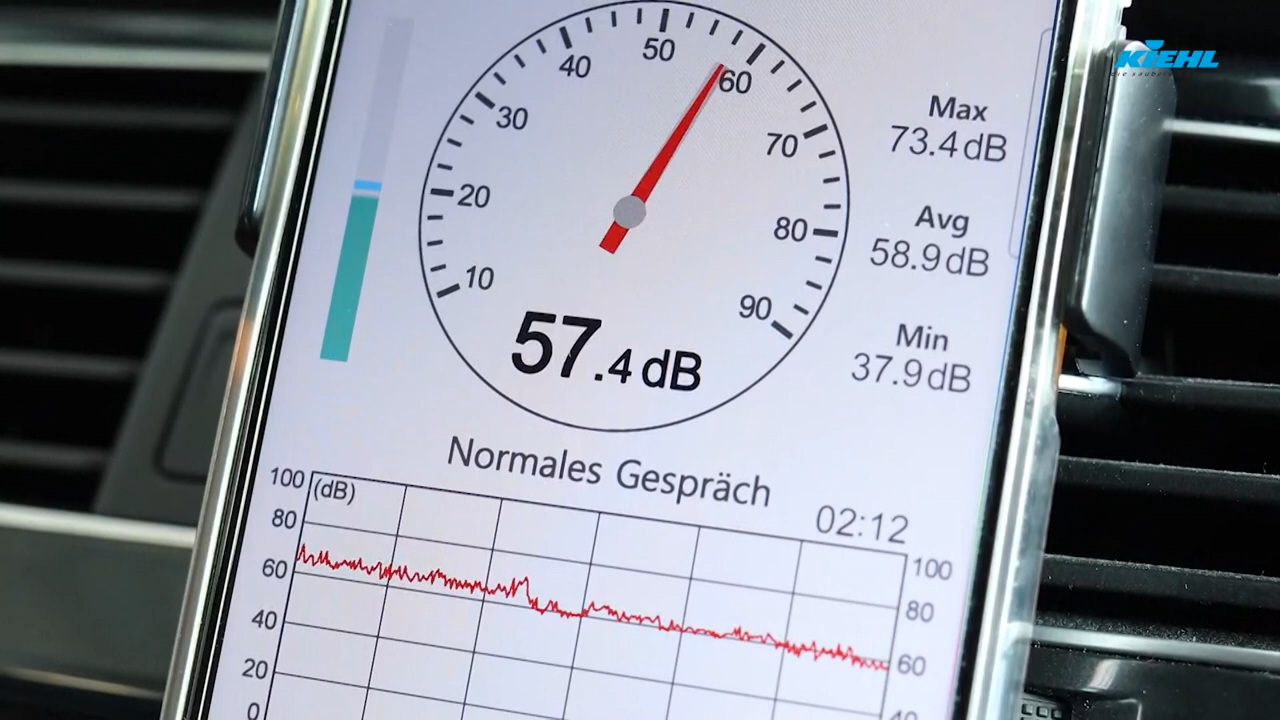 KIEHL
10
20
30
40
50
60
70
80
90
57.4 dB
Max
73.4 dB
Avg
58.9 dB
Min
37.9 dB
Normales Gespräch
02:12
(dB)
100
80
60
40
20
0
100
80
60
40